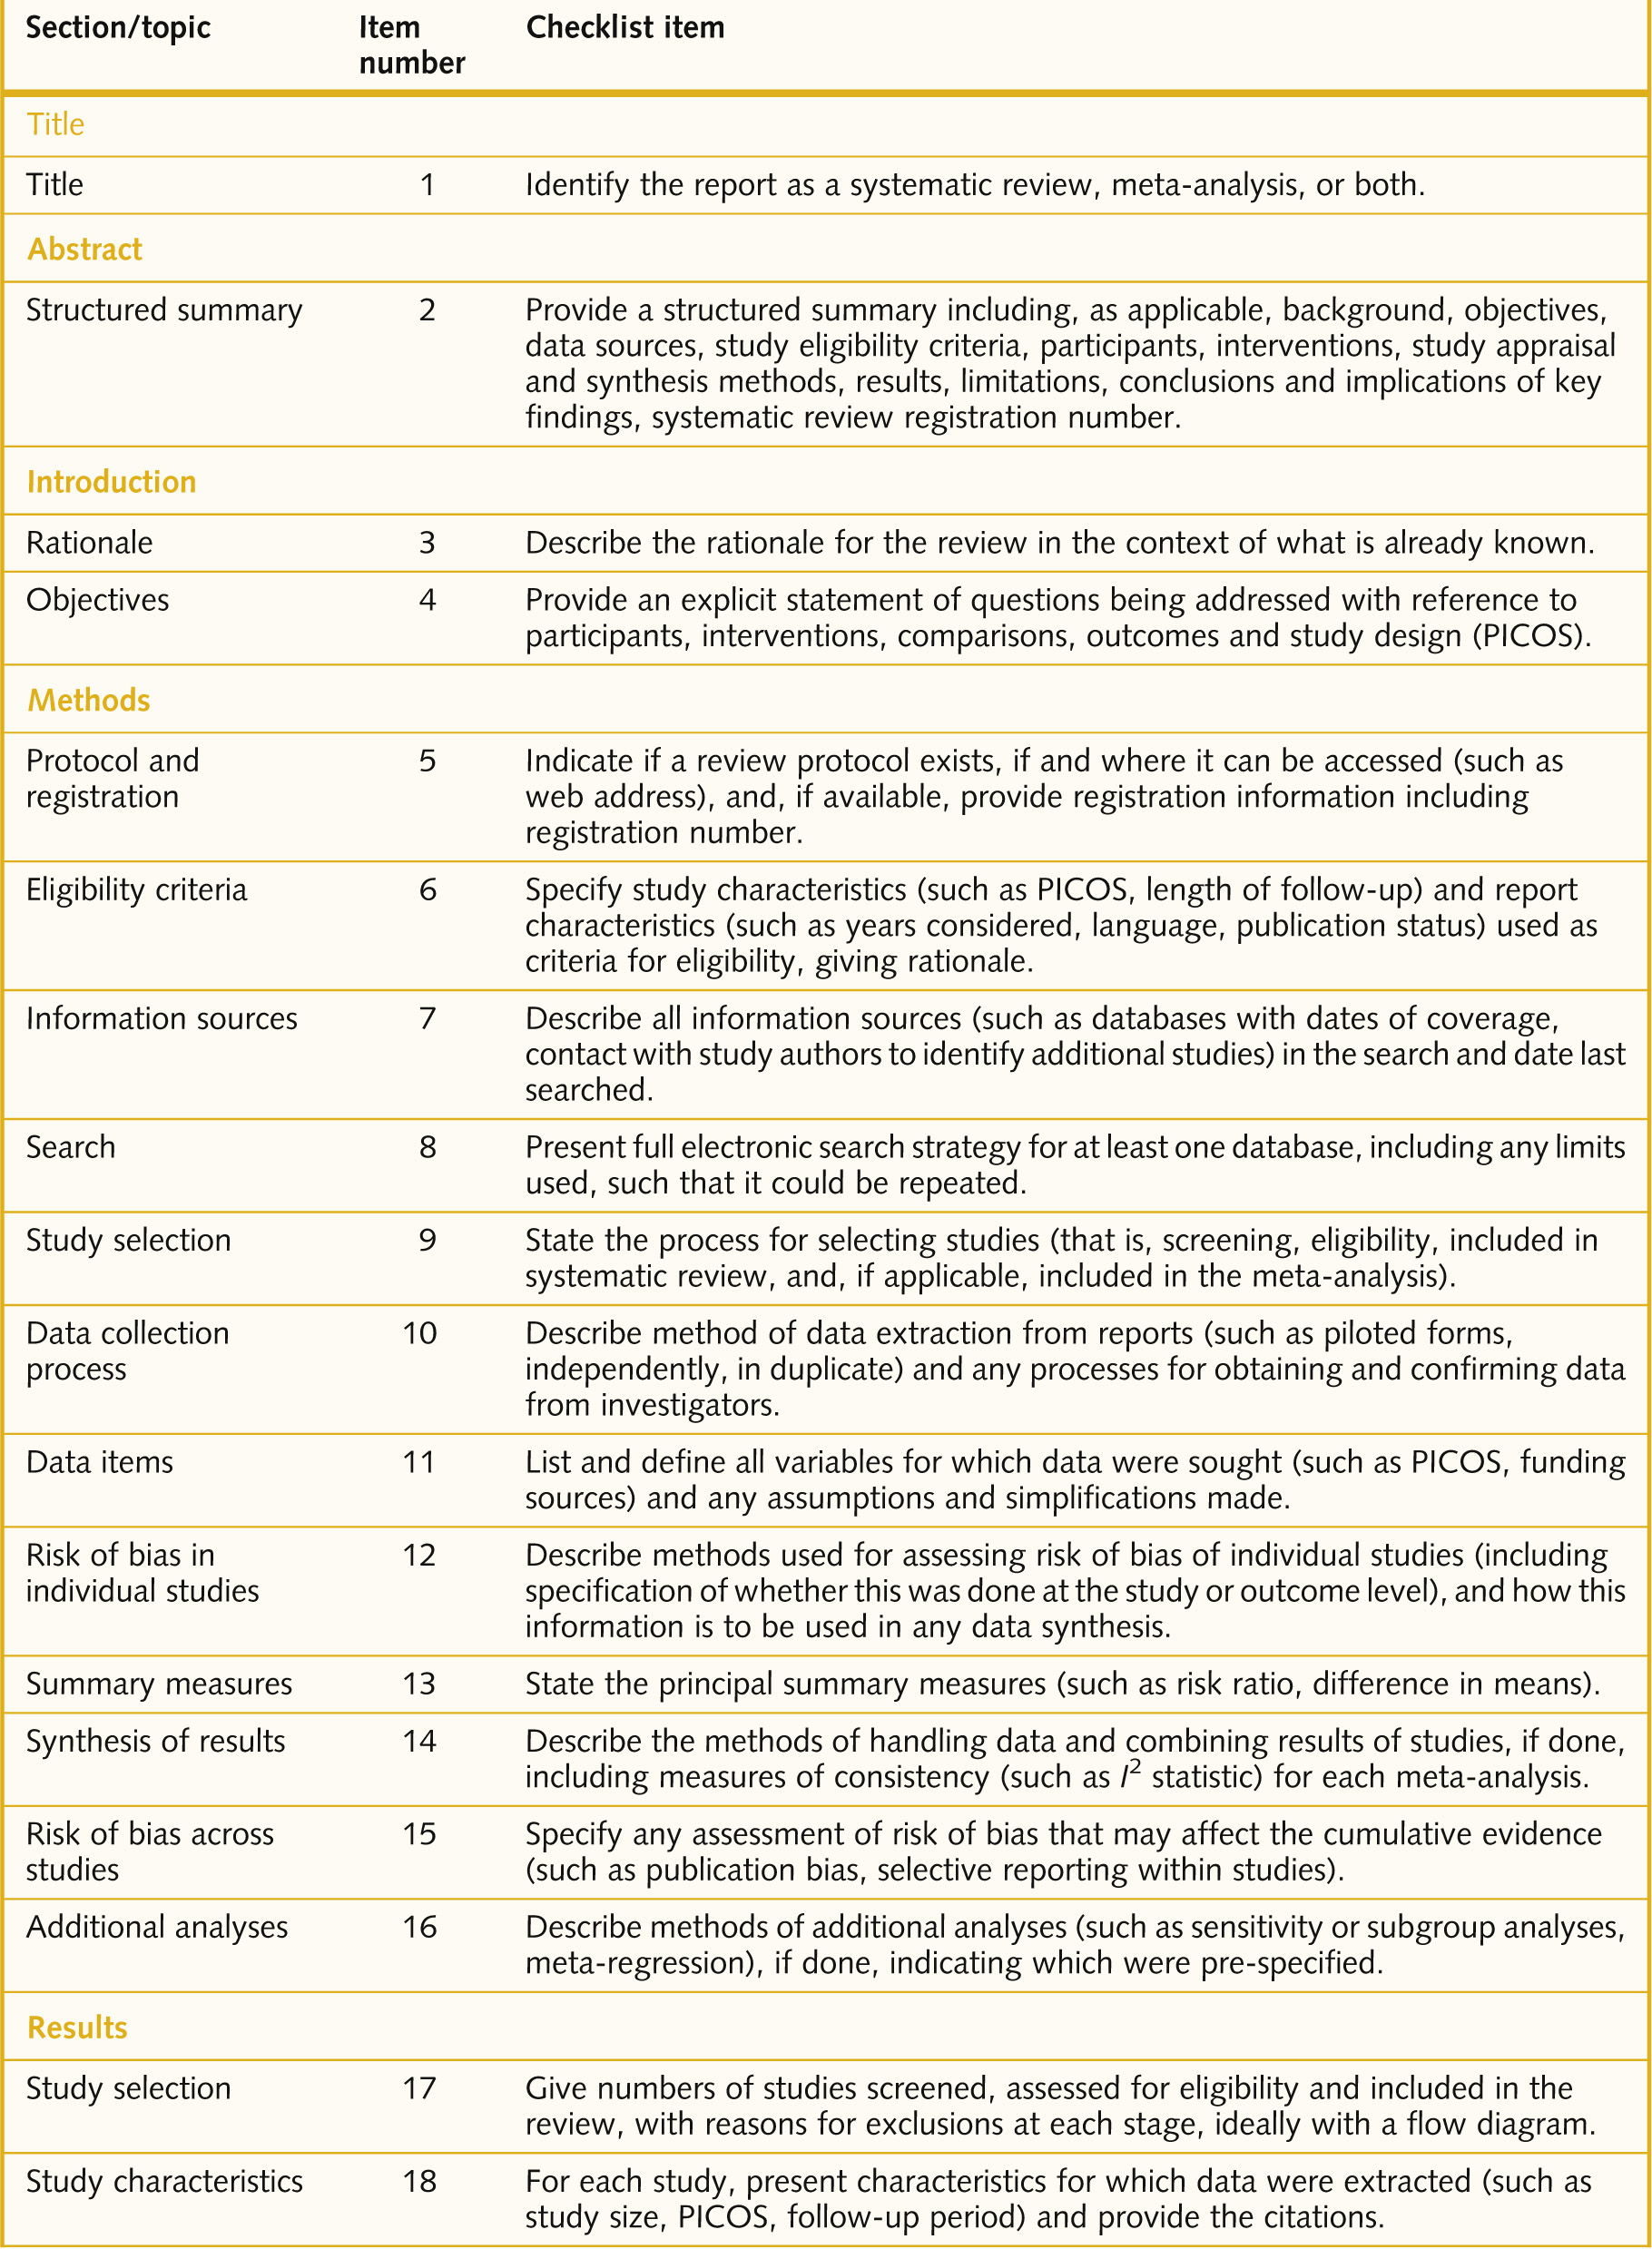 Section/topic Item number Checklist item
Title
Title 1 Identify the report as a systematic review, meta-analysis, or both.
Abstract
Structured summary 2 Provide a structured summary including, as applicable, background, objectives,
data sources, study eligibility criteria, participants, interventions, study appraisal
and synthesis methods, results, limitations, conclusions and implications of key
findings, systematic review registration number.
Introduction
Rationale 3 Describe the rationale for the review in the context of what is already known.
Objectives 4 Provide an explicit statement of questions being addressed with reference to
participants, interventions, comparisons, outcomes and study design (PICOS).
Methods
Protocol and registration 5 Indicate if a review protocol exists, if and where it can be accessed (such as
web address), and, if available, provide registration information including
registration number.
Eligibility criteria 6 Specify study characteristics (such as PICOS, length of follow-up) and report
characteristics (such as years considered, language, publication status) used as
criteria for eligibility, giving rationale.
Information sources 7 Describe all information sources (such as databases with dates of coverage,
contact with study authors to identify additional studies) in the search and date last
searched.
Search 8 Present full electronic search strategy for at least one database, including any limits
used, such that it could be repeated.
Study selection 9 State the process for selecting studies (that is, screening, eligibility, included in
systematic review, and, if applicable, included in the meta-analysis).
Data collection process 10 Describe method of data extraction from reports (such as piloted forms,
independently, in duplicate) and any processes for obtaining and confirming data
from investigators.
Data items 11 List and define all variables for which data were sought (such as PICOS, funding
sources) and any assumptions and simplifications made.
Risk of bias in individual studies 12 Describe methods used for assessing risk of bias of individual studies (including
specification of whether this was done at the study or outcome level), and how this
information is to be used in any data synthesis.
Summary measures 13 State the principal summary measures (such as risk ratio, difference in means).
Synthesis of results 14 Describe the methods of handling data and combining results of studies, if done,
including measures of consistency (such as I² statistic) for each meta-analysis.
Risk of bias across studies 15 Specify any assessment of risk of bias that may affect the cumulative evidence
(such as publication bias, selective reporting within studies).
Additional analyses 16 Describe methods of additional analyses (such as sensitivity or subgroup analyses,
meta-regression), if done, indicating which were pre-specified.
Results
Study selection 17 Give numbers of studies screened, assessed for eligibility and included in the
review, with reasons for exclusions at each stage, ideally with a flow diagram.
Study characteristics 18 For each study, present characteristics for which data were extracted (such as
study size, PICOS, follow-up period) and provide the citations.